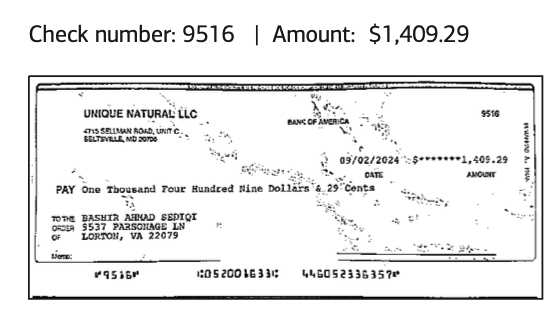 Check number: 9516 | Amount: $1,409.29
UNIQUE NATURAL LLC
4715 SELLMAN ROAD, UNIT C
BELTSVILLE, MD 20705
BANK OF AMERICA
9516
09/02/2024 $*******1,409.29
DATE AMOUNT
PAY One Thousand Four Hundred Nine Dollars & 29 Cents
TO THE ORDER OF
BASHIR AHMAD SEDIQI
9537 PARSONAGE LN
LORTON, VA 22079
Memo:
⑈9516⑈ ⑆052001633⑆ 446052336357⑈